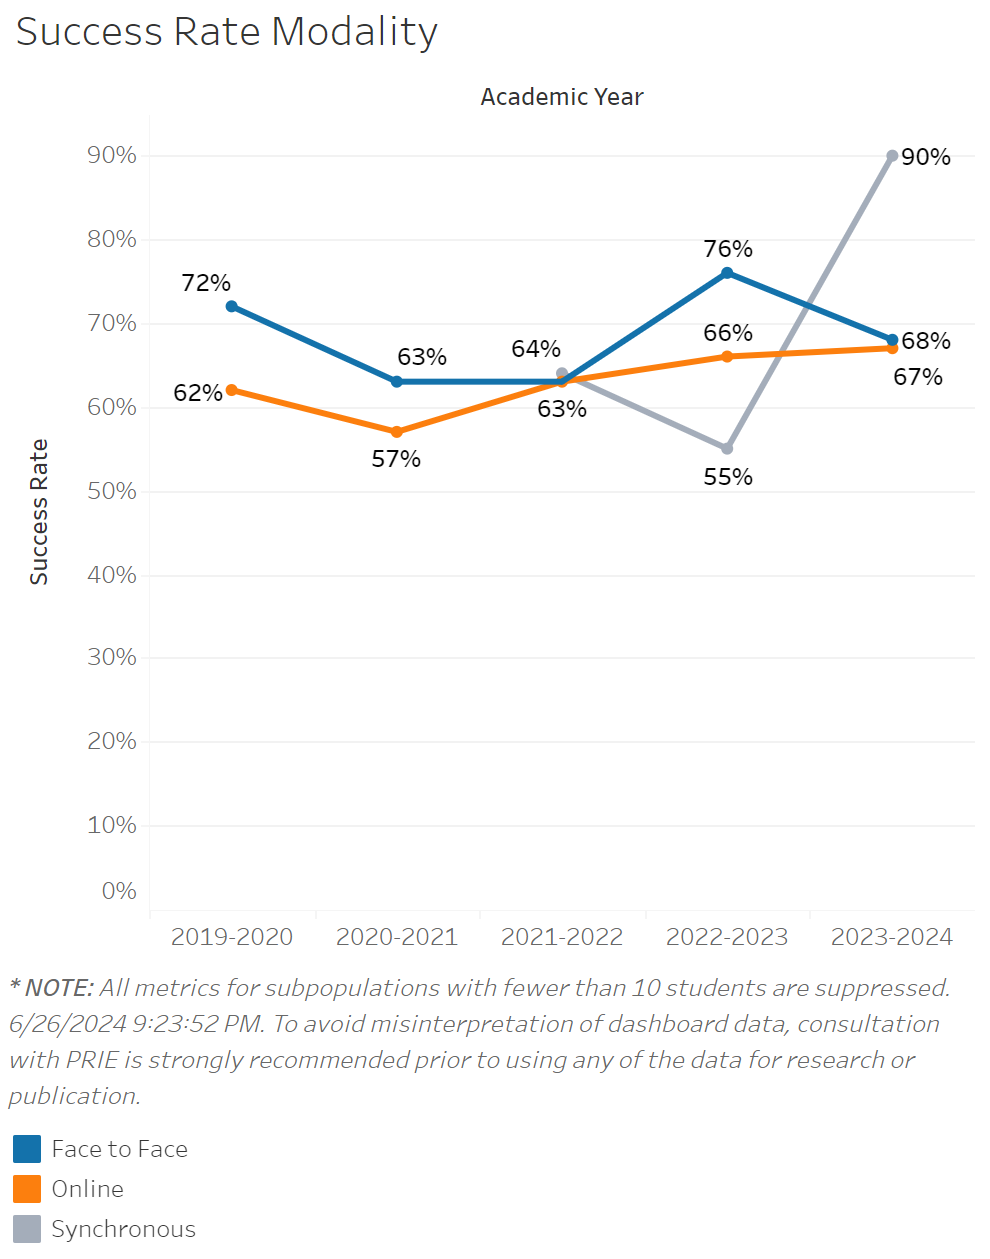 Success Rate Modality
Academic Year
90%
90%
80%
76%
72%
70%
68%
66%
64%
63%
67%
62%
60%
63%
57%
55%
50%
Success Rate
40%
30%
20%
10%
0%
2019-2020 2020-2021 2021-2022 2022-2023 2023-2024
* NOTE: All metrics for subpopulations with fewer than 10 students are suppressed.
6/26/2024 9:23:52 PM. To avoid misinterpretation of dashboard data, consultation
with PRIE is strongly recommended prior to using any of the data for research or
publication.
Face to Face
Online
Synchronous